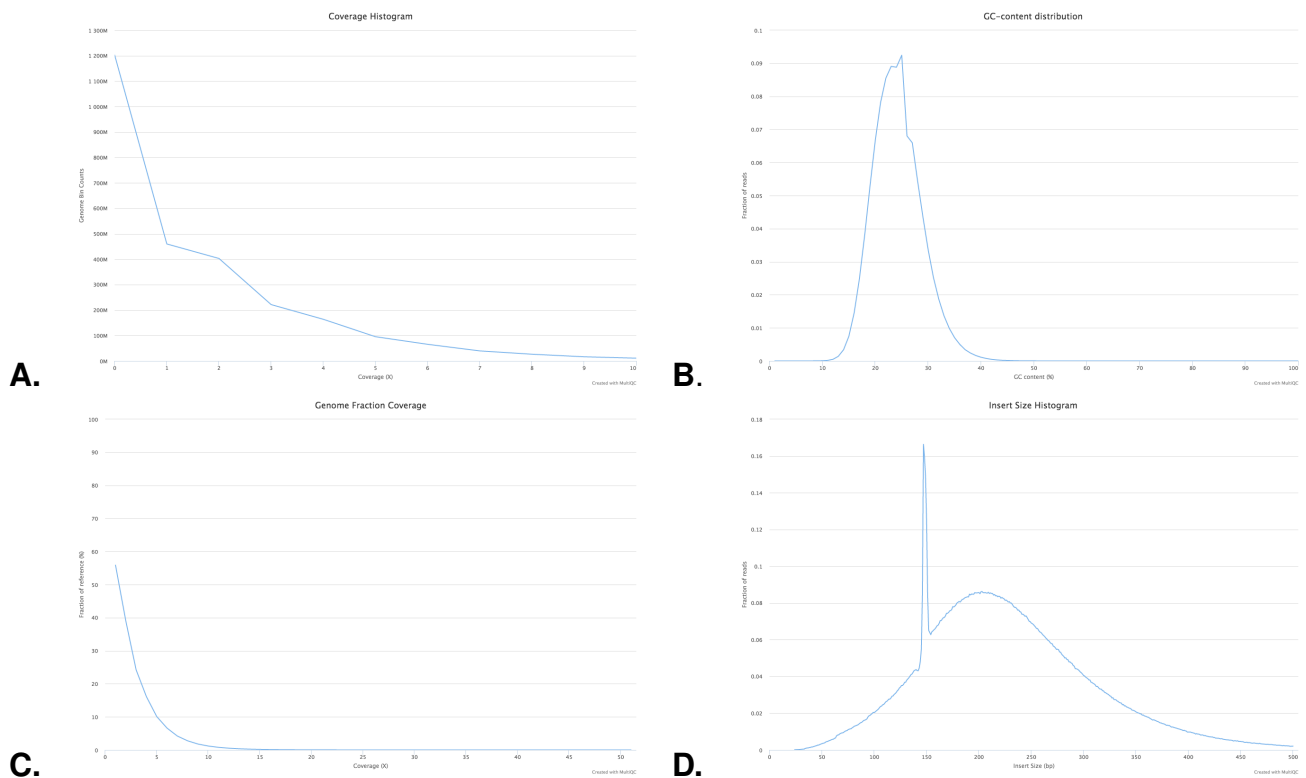 Coverage Histogram
1 300M
1 200M
1 100M
1 000M
900M
800M
700M
600M
500M
400M
300M
200M
100M
0M
Genome Bin Counts
0 1 2 3 4 5 6 7 8 9 10
Coverage (X)
Created with MultiQC
A.
GC-content distribution
0.1
0.09
0.08
0.07
0.06
0.05
0.04
0.03
0.02
0.01
0
Fraction of reads
0 10 20 30 40 50 60 70 80 90 100
GC content (%)
Created with MultiQC
B.
Genome Fraction Coverage
100
90
80
70
60
50
40
30
20
10
0
Fraction of reference (%)
0 5 10 15 20 25 30 35 40 45 50
Coverage (X)
Created with MultiQC
C.
Insert Size Histogram
0.18
0.16
0.14
0.12
0.1
0.08
0.06
0.04
0.02
0
Fraction of reads
0 50 100 150 200 250 300 350 400 450 500
Insert Size (bp)
Created with MultiQC
D.